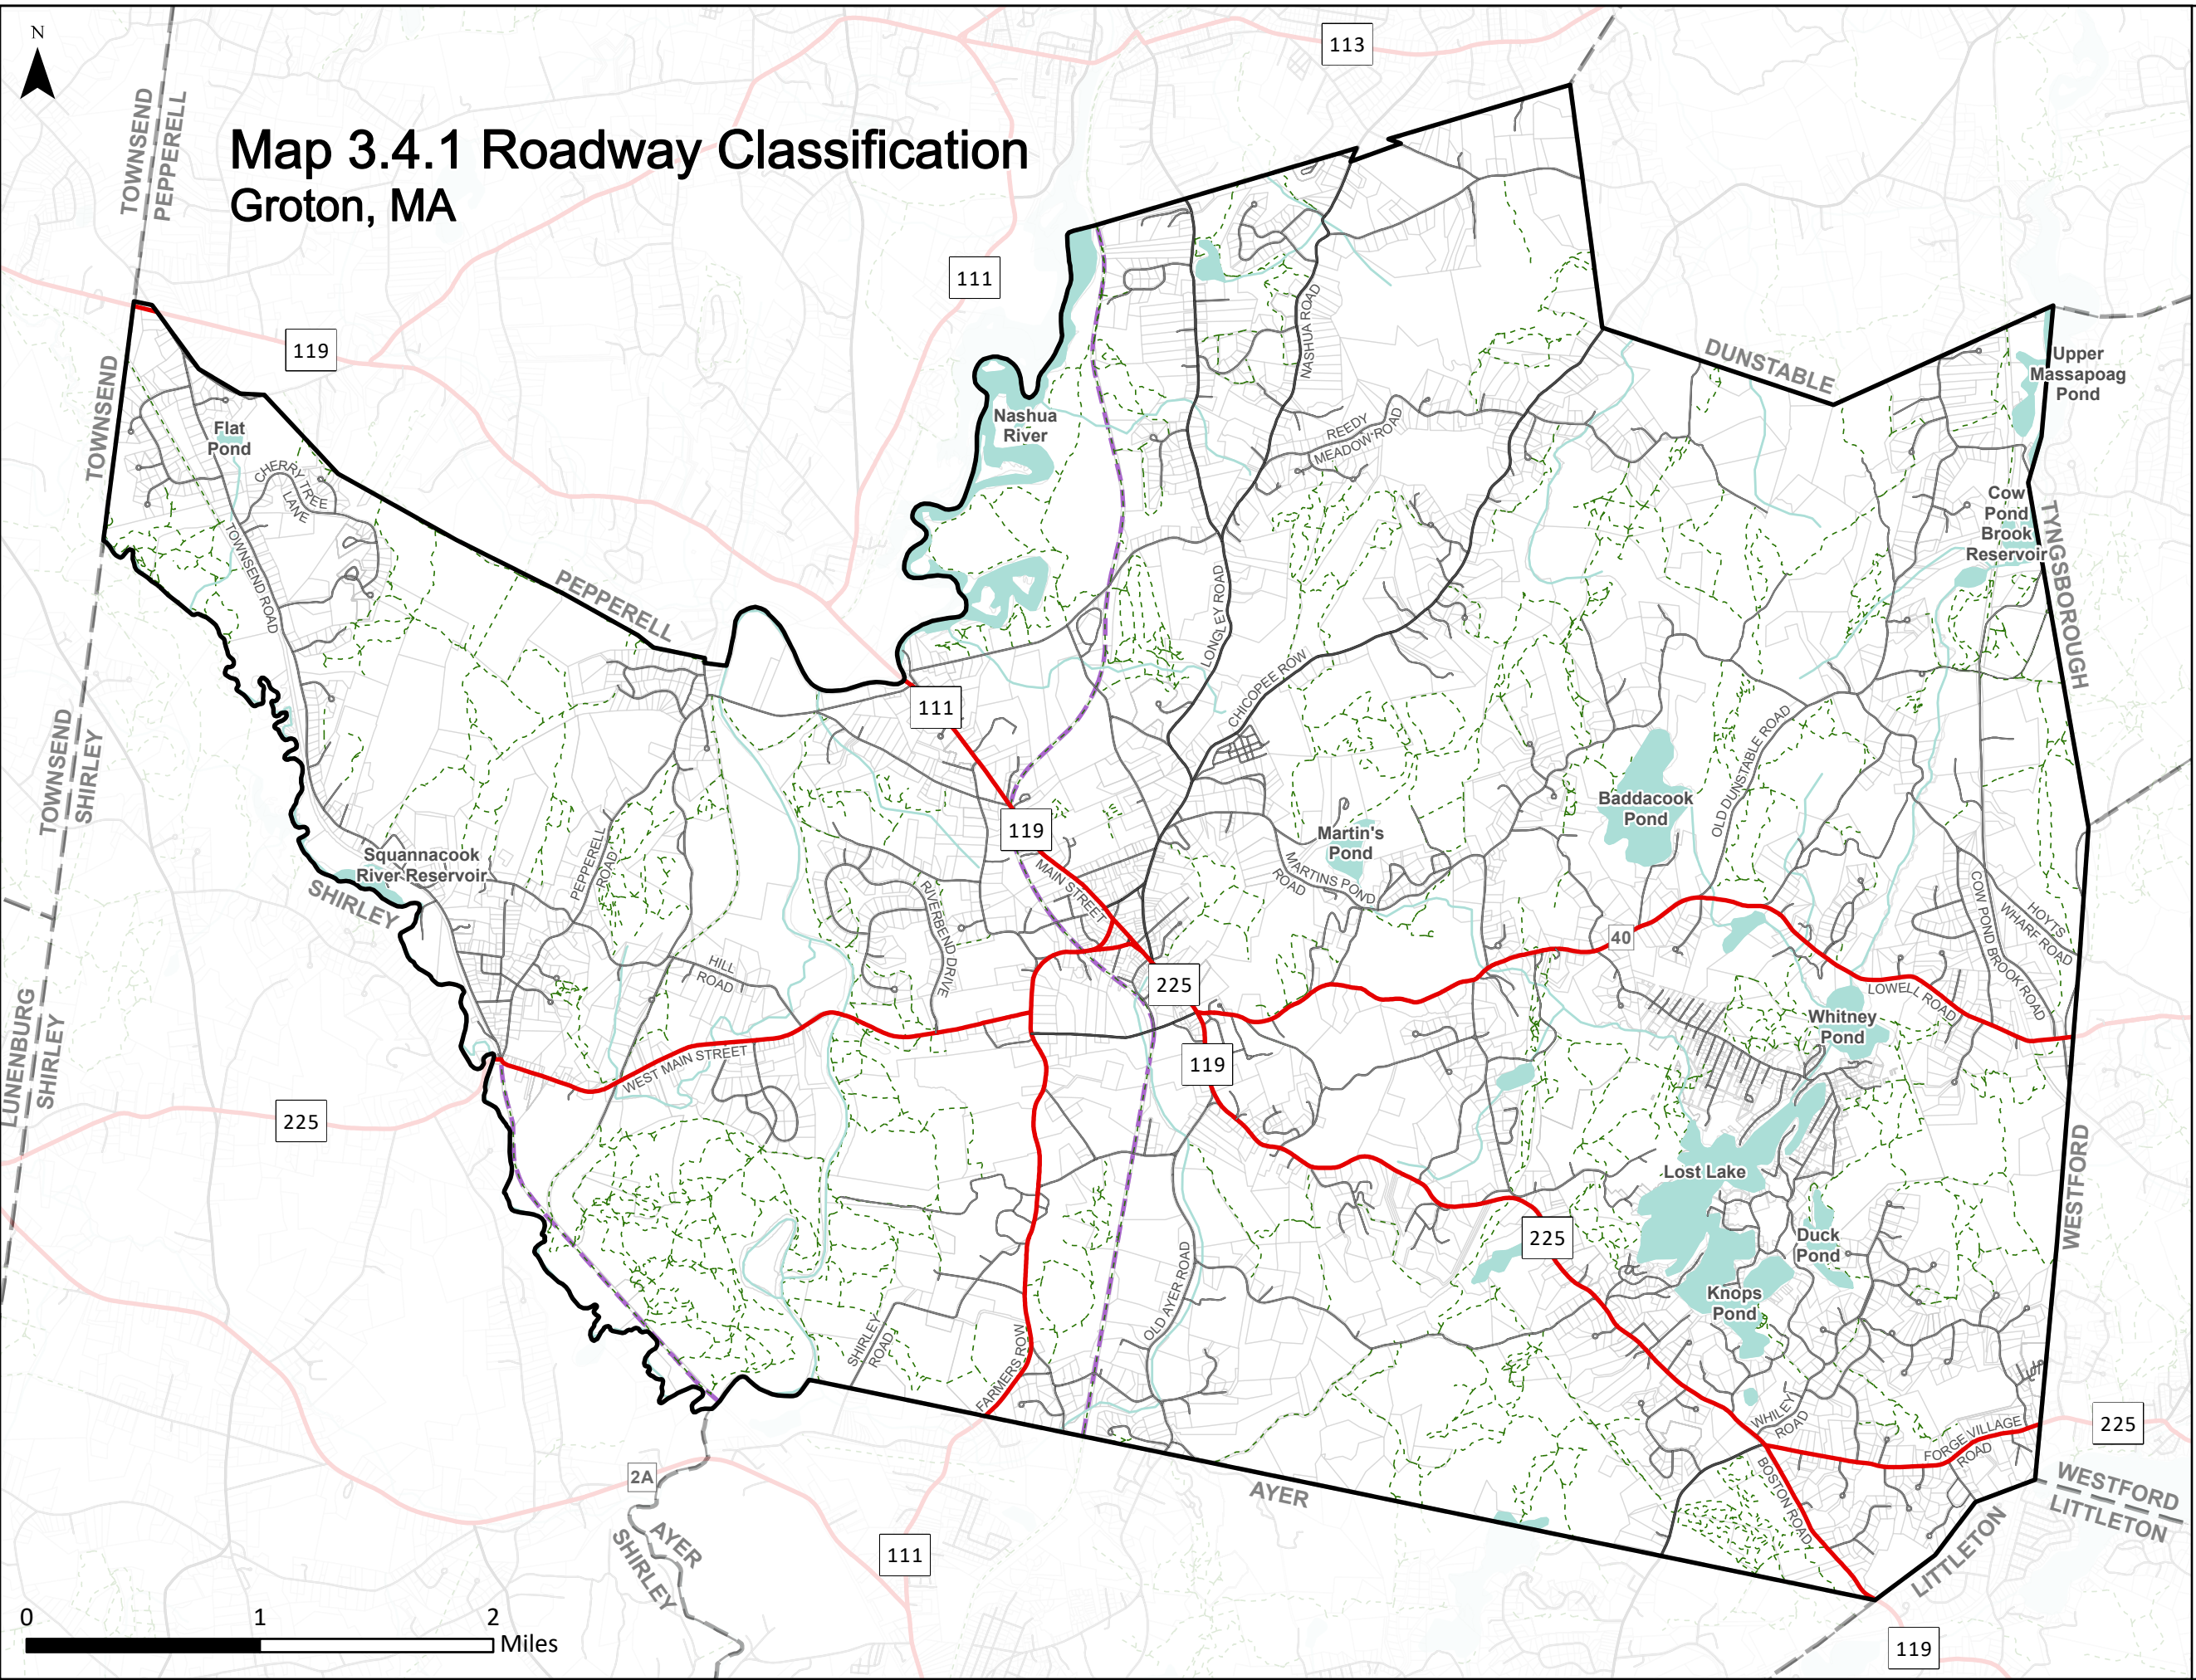 N
113
TOWNSEND
PEPPERELL
Map 3.4.1 Roadway Classification
Groton, MA
111
119
DUNSTABLE
Upper
Massapoag
Pond
TOWNSEND
Flat
Pond
Nashua
River
NASHUA ROAD
REEDY
MEADOW ROAD
CHERRY TREE
LANE
Cow
Pond
Brook
Reservoir
TYNGSBOROUGH
TOWNSEND ROAD
PEPPERELL
LONGLEY ROAD
CHICOPEE ROW
111
OLD DUNSTABLE ROAD
TOWNSEND
SHIRLEY
Baddacook
Pond
119
Martin's
Pond
Squannacook
River Reservoir
PEPPERELL
ROAD
MAIN STREET
MARTINS POND
ROAD
RIVERBEND DRIVE
SHIRLEY
HOYTS
WHARF ROAD
COW POND BROOK ROAD
40
HILL
ROAD
225
LOWELL ROAD
LUNENBURG
SHIRLEY
Whitney
Pond
WEST MAIN STREET
119
225
Lost Lake
WESTFORD
225
Duck
Pond
OLD AYER ROAD
Knops
Pond
SHIRLEY
ROAD
FARMERS ROW
WHILEY
ROAD
FORGE VILLAGE
ROAD
225
2A
BOSTON ROAD
AYER
WESTFORD
LITTLETON
AYER
SHIRLEY
111
LITTLETON
0 1 2
Miles
119